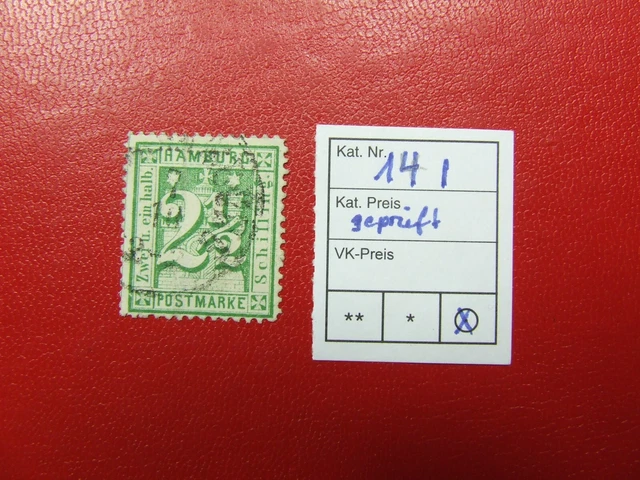 HAMBURG
Zwei u. ein halb.
2½
Schilling
POSTMARKE
Kat. Nr. 14 I
Kat. Preis
geprüft
VK-Preis
** * X